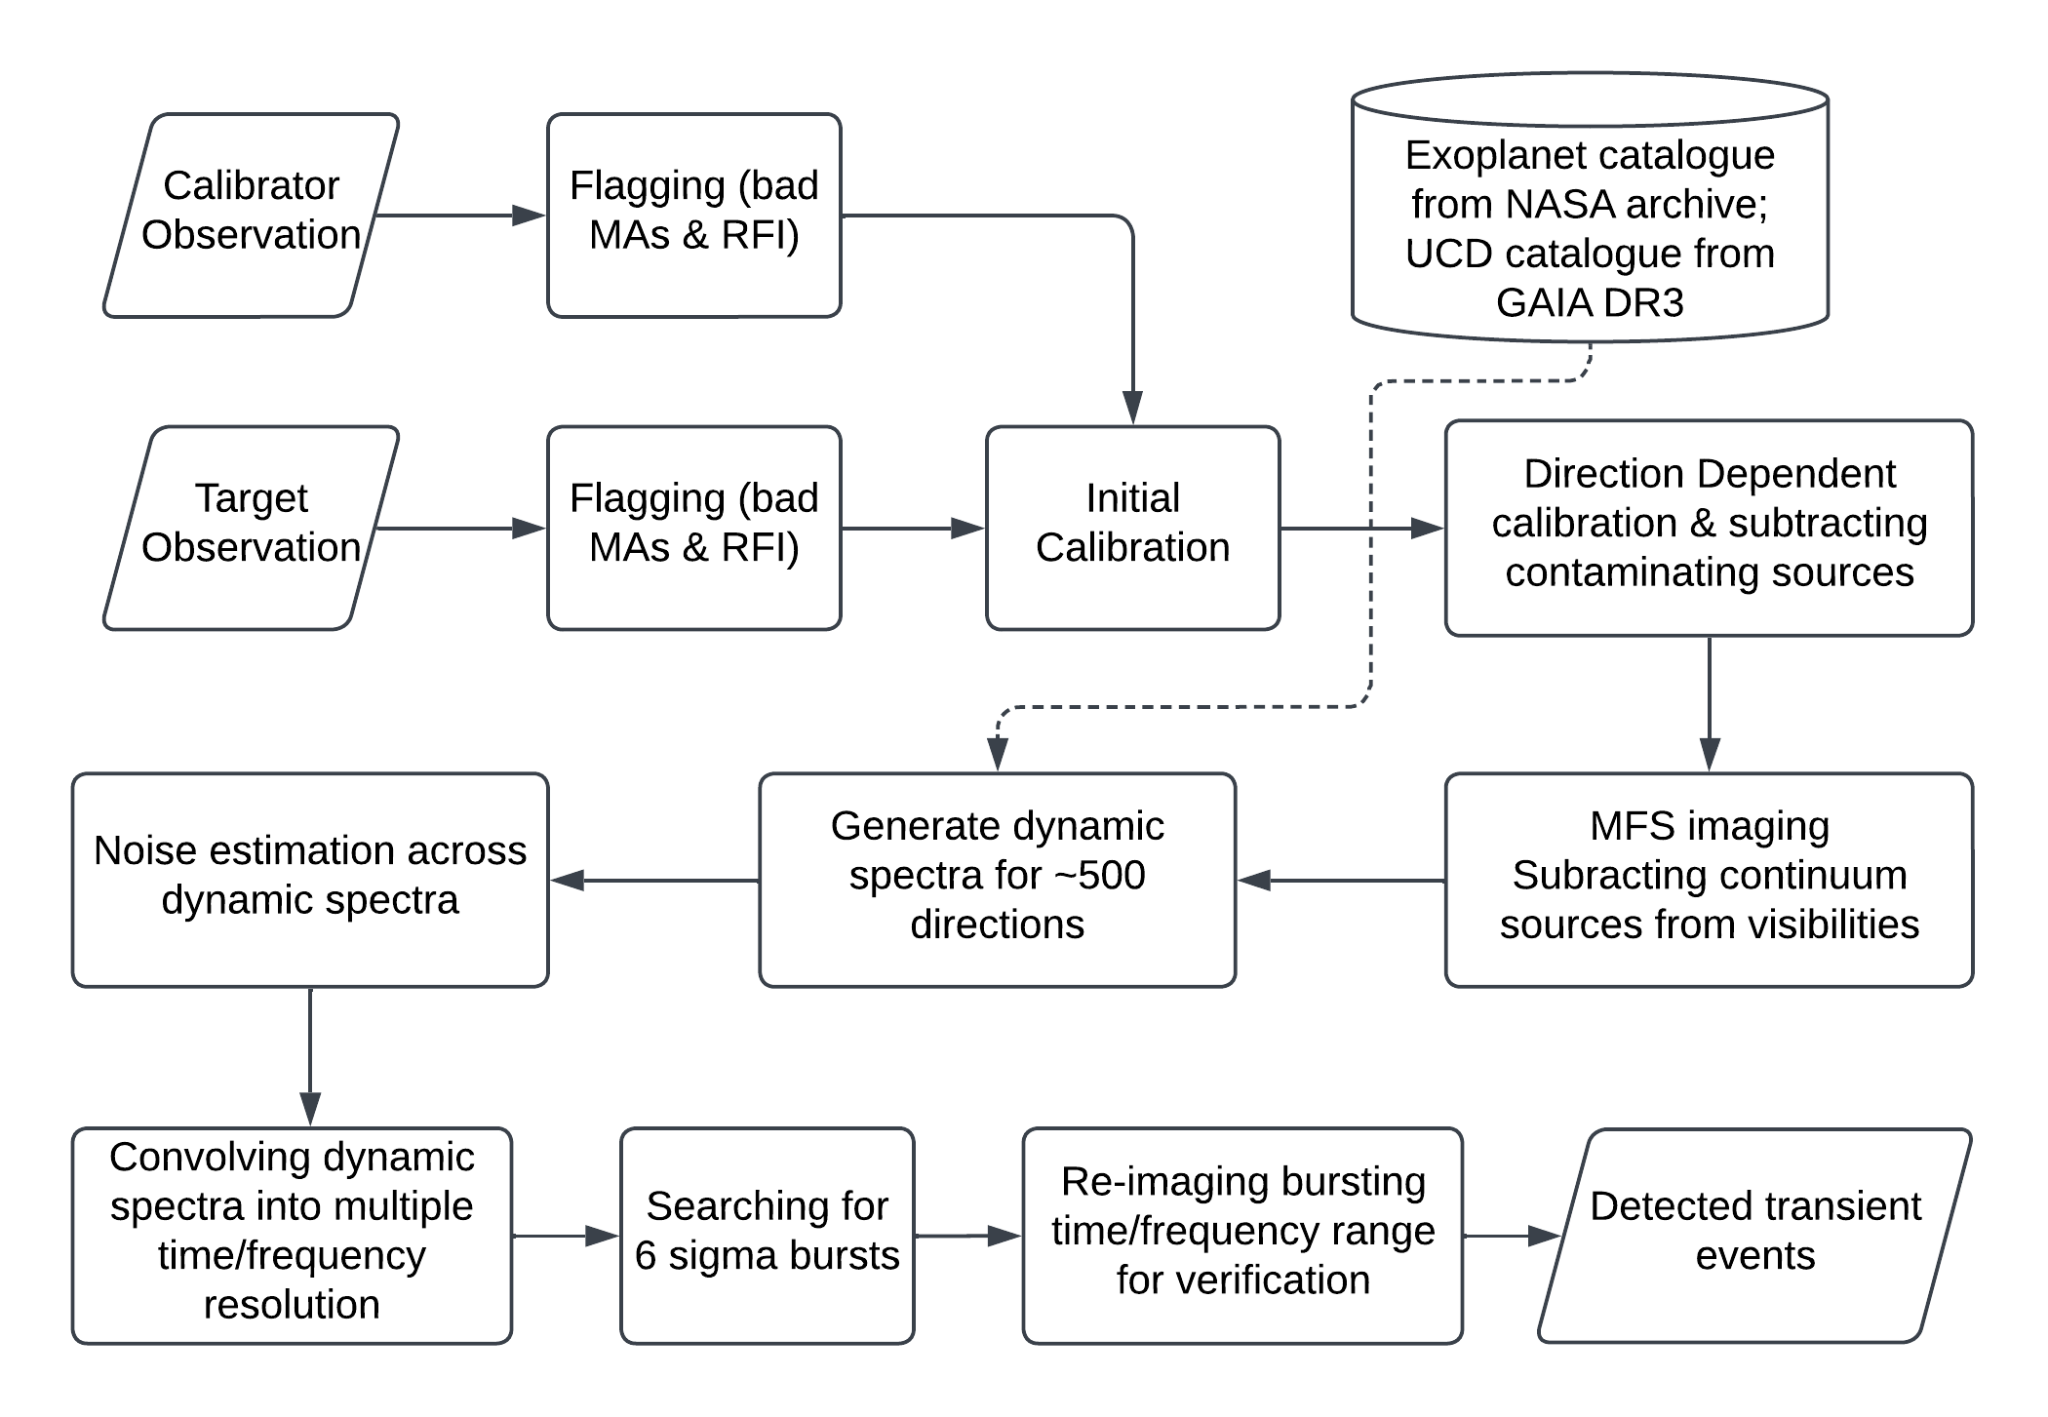 Calibrator
Observation
Flagging (bad
MAs & RFI)
Exoplanet catalogue
from NASA archive;
UCD catalogue from
GAIA DR3
Target
Observation
Flagging (bad
MAs & RFI)
Initial
Calibration
Direction Dependent
calibration & subtracting
contaminating sources
MFS imaging
Subracting continuum
sources from visibilities
Generate dynamic
spectra for ~500
directions
Noise estimation across
dynamic spectra
Convolving dynamic
spectra into multiple
time/frequency
resolution
Searching for
6 sigma bursts
Re-imaging bursting
time/frequency range
for verification
Detected transient
events